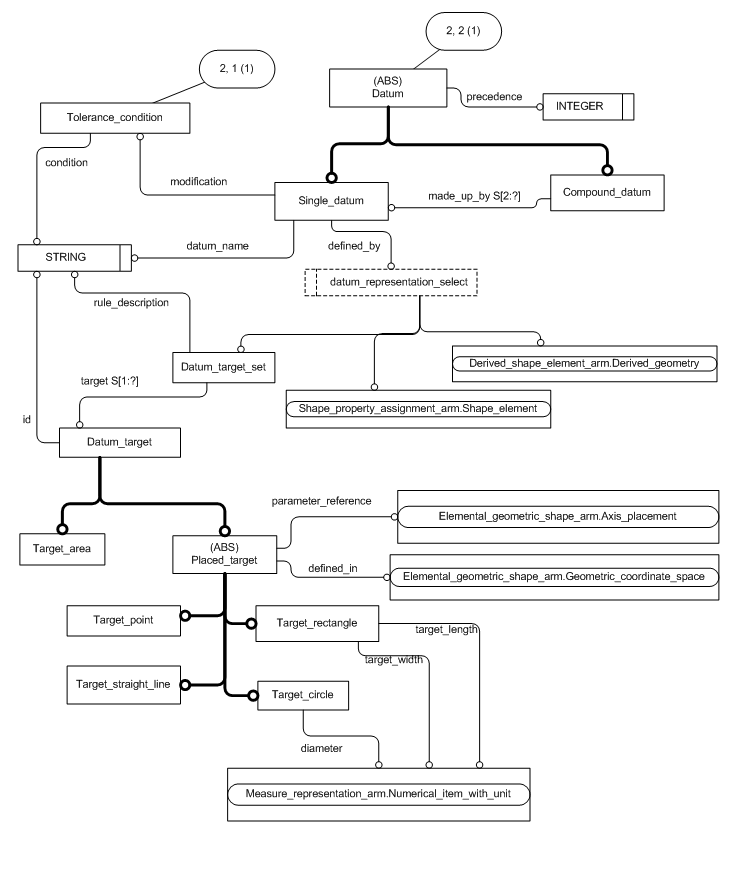 2, 2 (1)
2, 1 (1)
(ABS)
Datum
precedence
INTEGER
Tolerance_condition
condition
modification
Single_datum
made_up_by S[2:?]
Compound_datum
datum_name
defined_by
STRING
datum_representation_select
rule_description
Datum_target_set
Derived_shape_element_arm.Derived_geometry
target S[1:?]
Shape_property_assignment_arm.Shape_element
id
Datum_target
parameter_reference
Elemental_geometric_shape_arm.Axis_placement
Target_area
(ABS)
Placed_target
defined_in
Elemental_geometric_shape_arm.Geometric_coordinate_space
Target_point
Target_rectangle
target_length
target_width
Target_straight_line
Target_circle
diameter
Measure_representation_arm.Numerical_item_with_unit